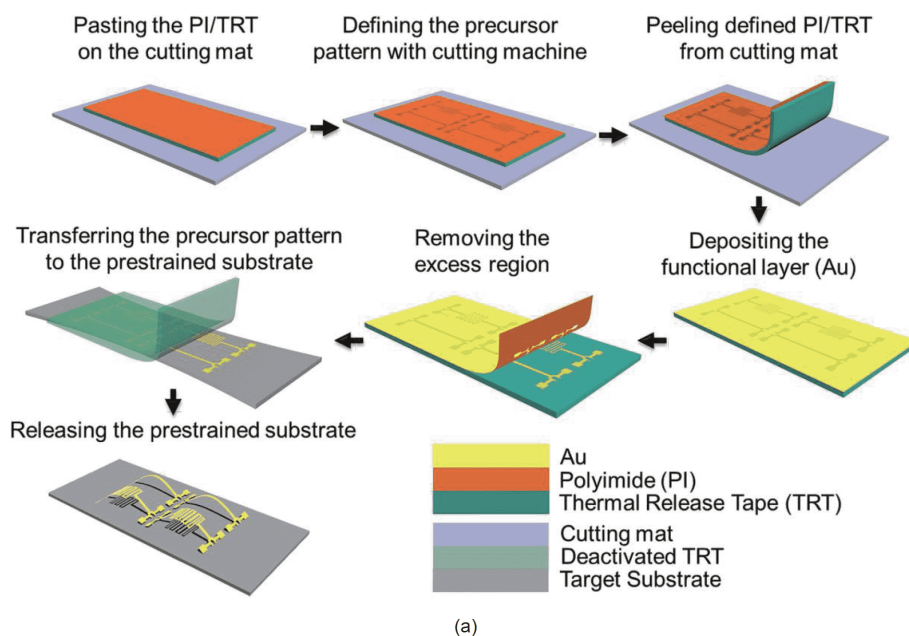 Pasting the PI/TRT
on the cutting mat
Defining the precursor
pattern with cutting machine
Peeling defined PI/TRT
from cutting mat
Depositing the
functional layer (Au)
Removing the
excess region
Transferring the precursor pattern
to the prestrained substrate
Releasing the prestrained substrate
Au
Polyimide (PI)
Thermal Release Tape (TRT)
Cutting mat
Deactivated TRT
Target Substrate
(a)